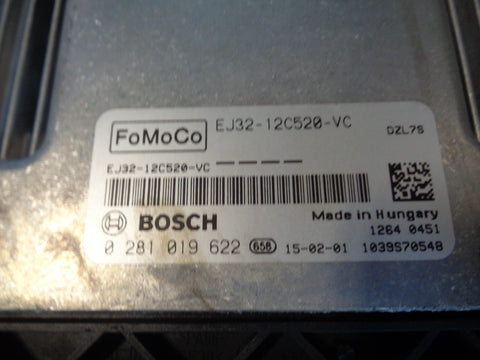 FoMoCo EJ32-12C520-VC DZL7S
EJ32-12C520-VC — — — —
BOSCH Made in Hungary
1264 0451
0 281 019 622 658 15-02-01 1039S70548